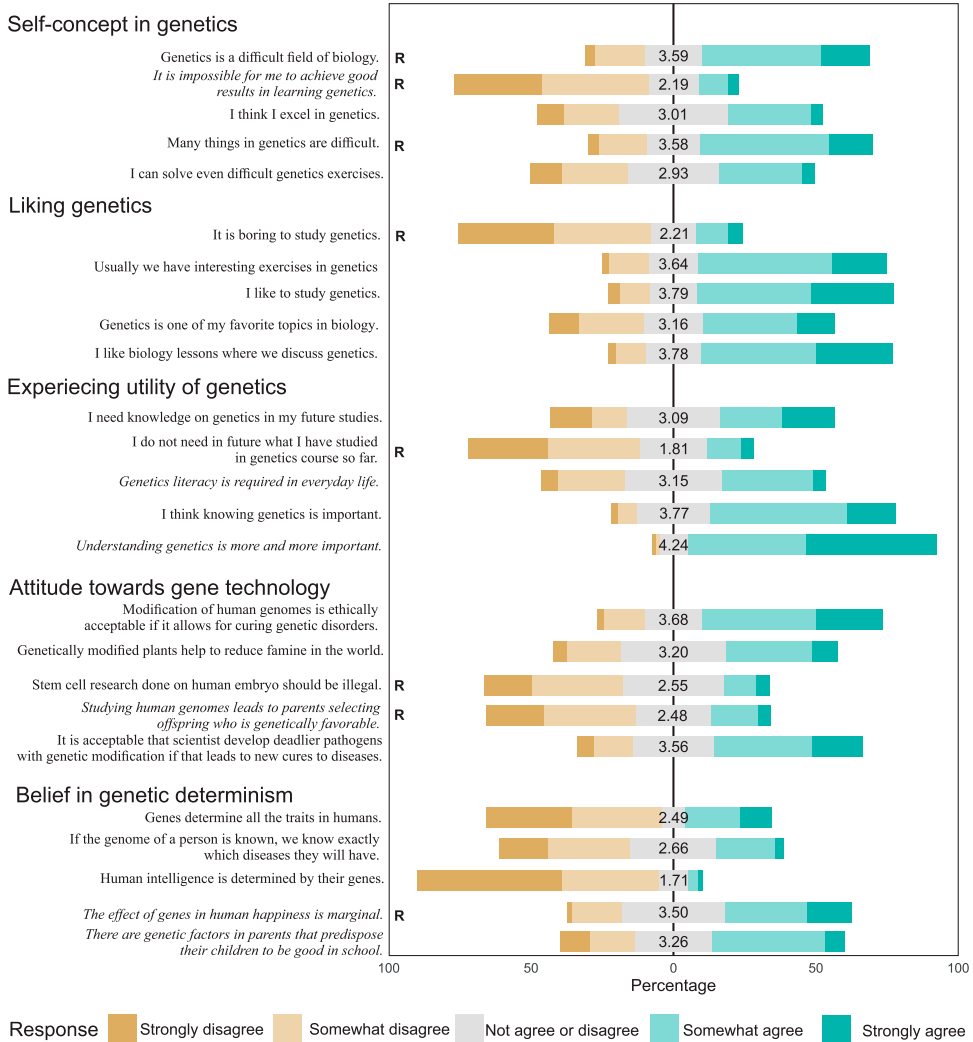 Self-concept in genetics
Genetics is a difficult field of biology. R 3.59
It is impossible for me to achieve good
results in learning genetics. R 2.19
I think I excel in genetics. 3.01
Many things in genetics are difficult. R 3.58
I can solve even difficult genetics exercises. 2.93
Liking genetics
It is boring to study genetics. R 2.21
Usually we have interesting exercises in genetics 3.64
I like to study genetics. 3.79
Genetics is one of my favorite topics in biology. 3.16
I like biology lessons where we discuss genetics. 3.78
Experiecing utility of genetics
I need knowledge on genetics in my future studies. 3.09
I do not need in future what I have studied
in genetics course so far. R 1.81
Genetics literacy is required in everyday life. 3.15
I think knowing genetics is important. 3.77
Understanding genetics is more and more important. 4.24
Attitude towards gene technology
Modification of human genomes is ethically
acceptable if it allows for curing genetic disorders. 3.68
Genetically modified plants help to reduce famine in the world. 3.20
Stem cell research done on human embryo should be illegal. R 2.55
Studying human genomes leads to parents selecting
offspring who is genetically favorable. R 2.48
It is acceptable that scientist develop deadlier pathogens
with genetic modification if that leads to new cures to diseases. 3.56
Belief in genetic determinism
Genes determine all the traits in humans. 2.49
If the genome of a person is known, we know exactly
which diseases they will have. 2.66
Human intelligence is determined by their genes. 1.71
The effect of genes in human happiness is marginal. R 3.50
There are genetic factors in parents that predispose
their children to be good in school. 3.26
100 50 0 50 100
Percentage
Response Strongly disagree Somewhat disagree Not agree or disagree Somewhat agree Strongly agree